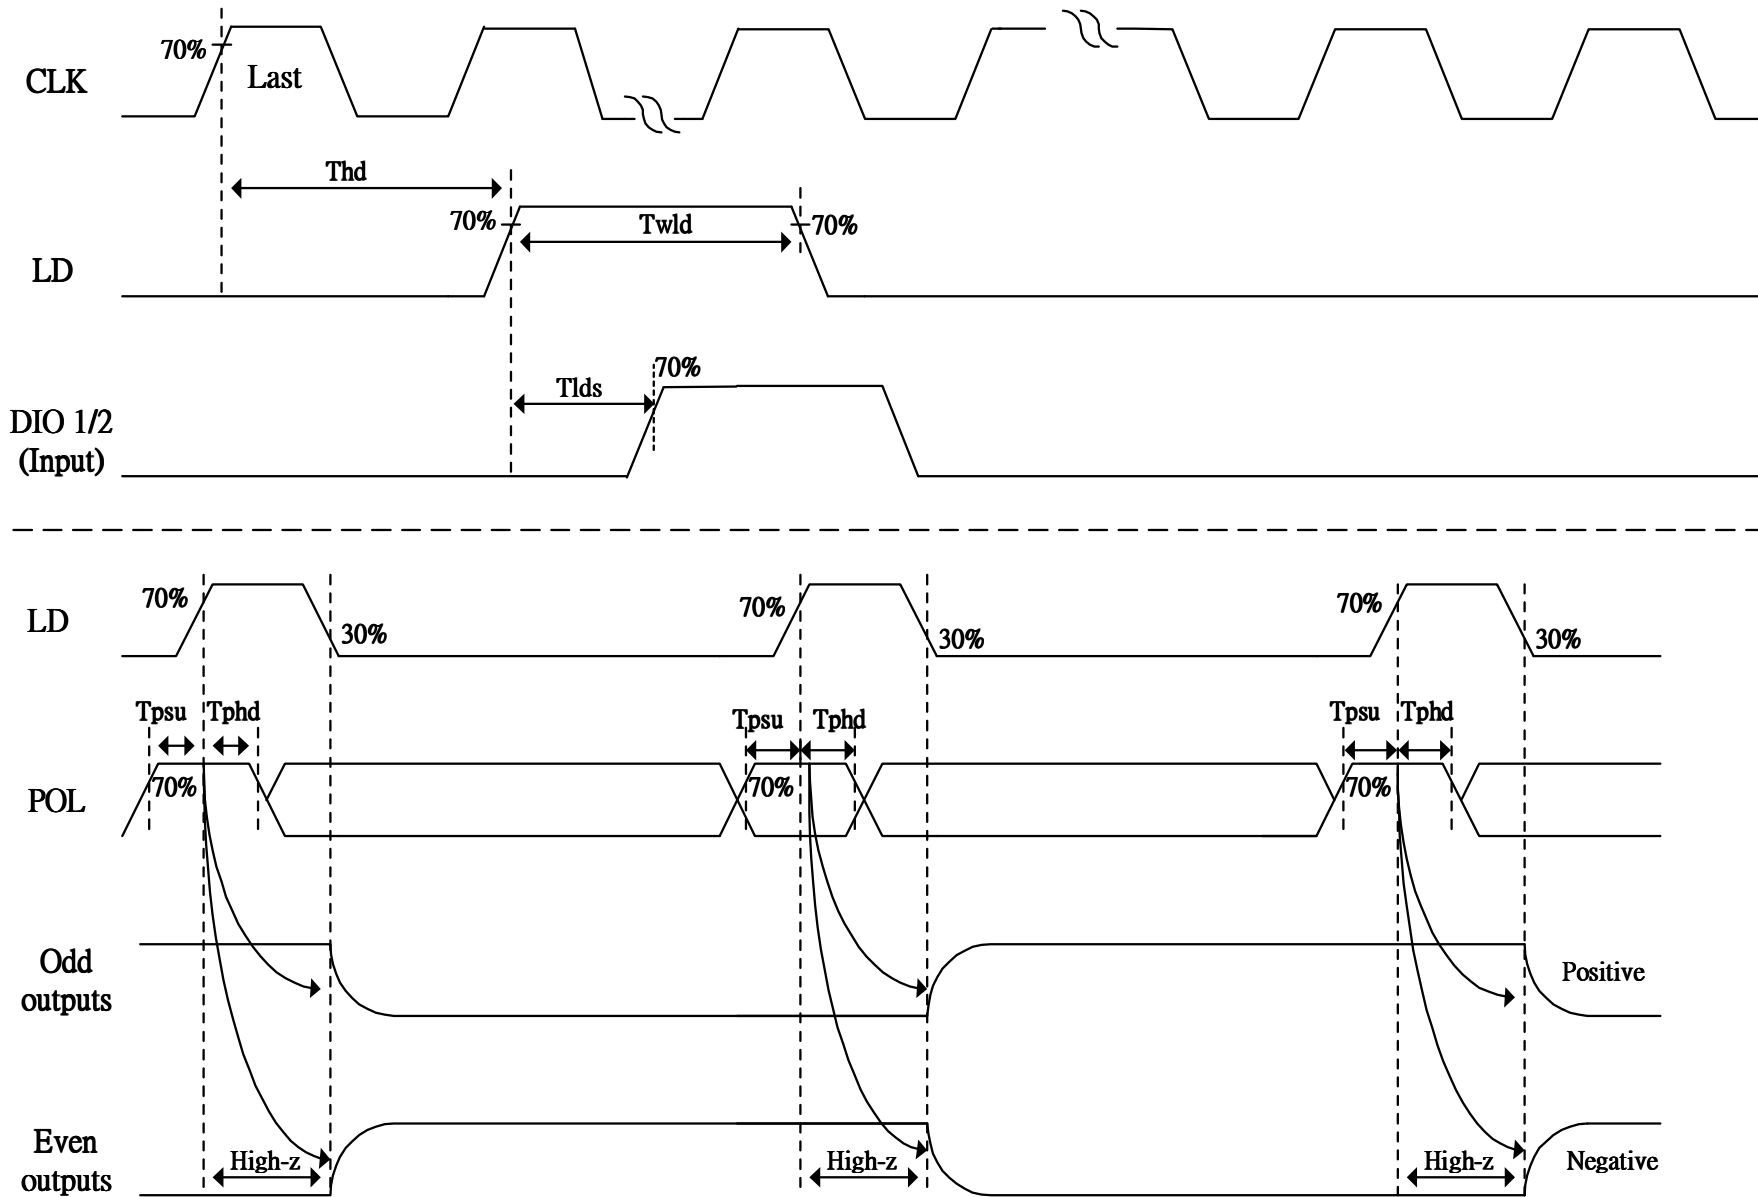 70%
CLK
Last
Thd
70%
Twld
70%
LD
70%
Tlds
DIO 1/2
(Input)
70%
70%
70%
LD
30%
30%
30%
Tpsu Tphd
Tpsu Tphd
Tpsu Tphd
POL
70%
70%
70%
Odd
outputs
Positive
Even
outputs
High-z
High-z
High-z
Negative